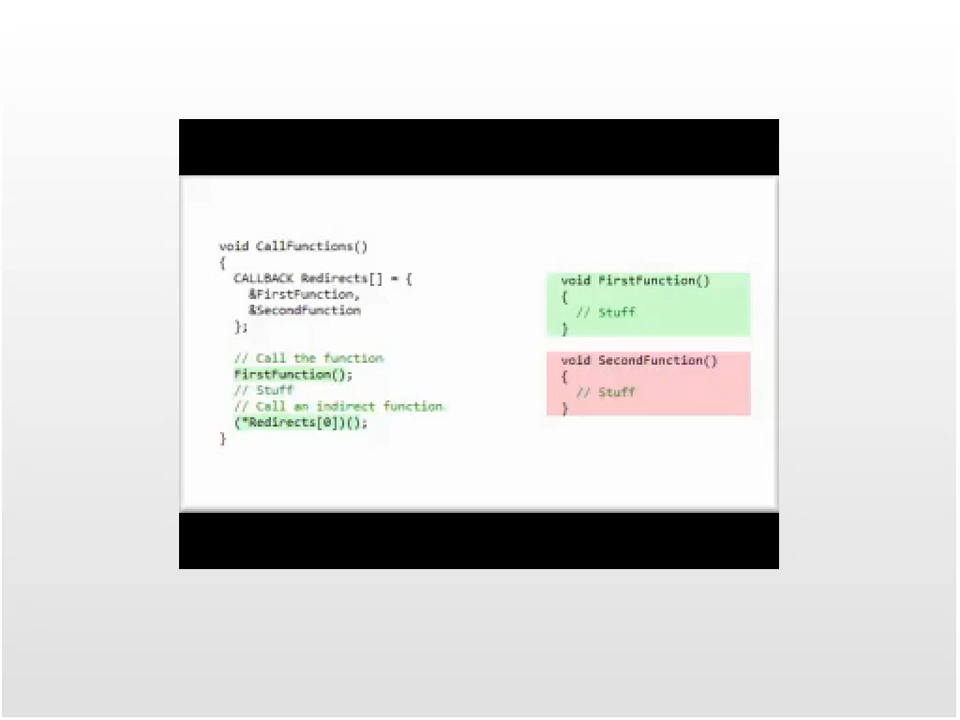 void CallFunctions()
{
CALLBACK Redirects[] = {
&FirstFunction,
&SecondFunction
};
// Call the function
FirstFunction();
// Stuff
// Call an indirect function
(*Redirects[0])();
}
void FirstFunction()
{
// Stuff
}
void SecondFunction()
{
// Stuff
}